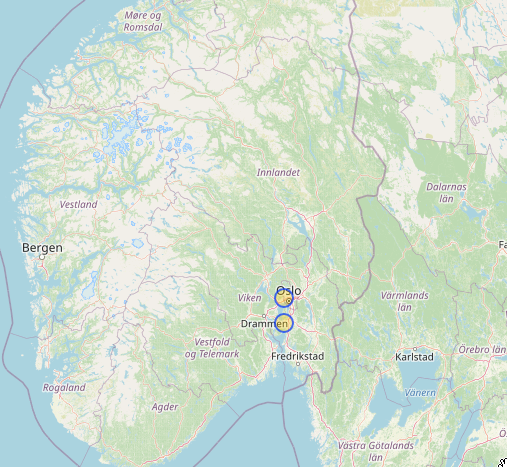 Møre og
Romsdal
Innlandet
Dalarnas
län
Vestland
Bergen
Viken
Oslo
Värmlands
län
Drammen
Vestfold
og Telemark
Fredrikstad
Karlstad
Örebro län
Rogaland
Agder
Vänern
Västra Götalands
län